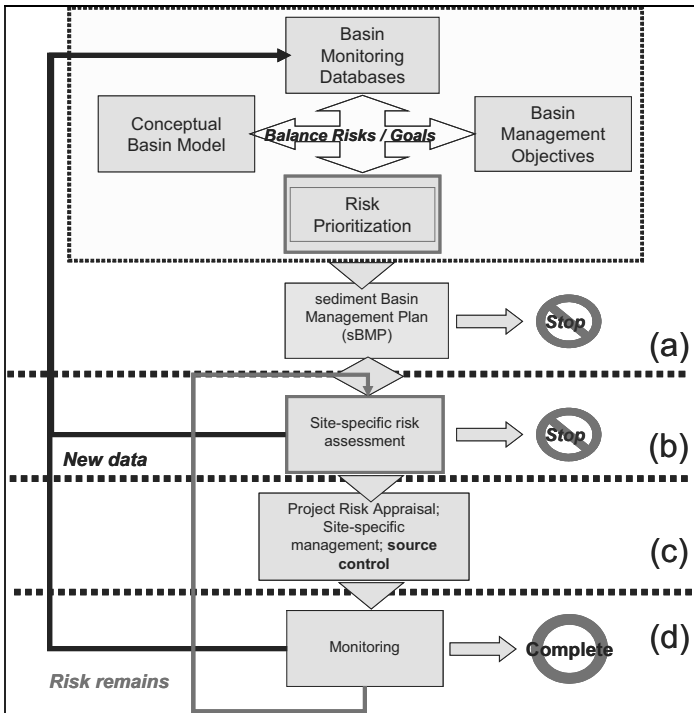 Basin
Monitoring
Databases
Conceptual
Basin Model
Balance Risks / Goals
Basin
Management
Objectives
Risk
Prioritization
sediment Basin
Management Plan
(sBMP)
Stop
(a)
Site-specific risk
assessment
Stop
(b)
New data
Project Risk Appraisal;
Site-specific
management; source
control
(c)
Monitoring
Complete
(d)
Risk remains